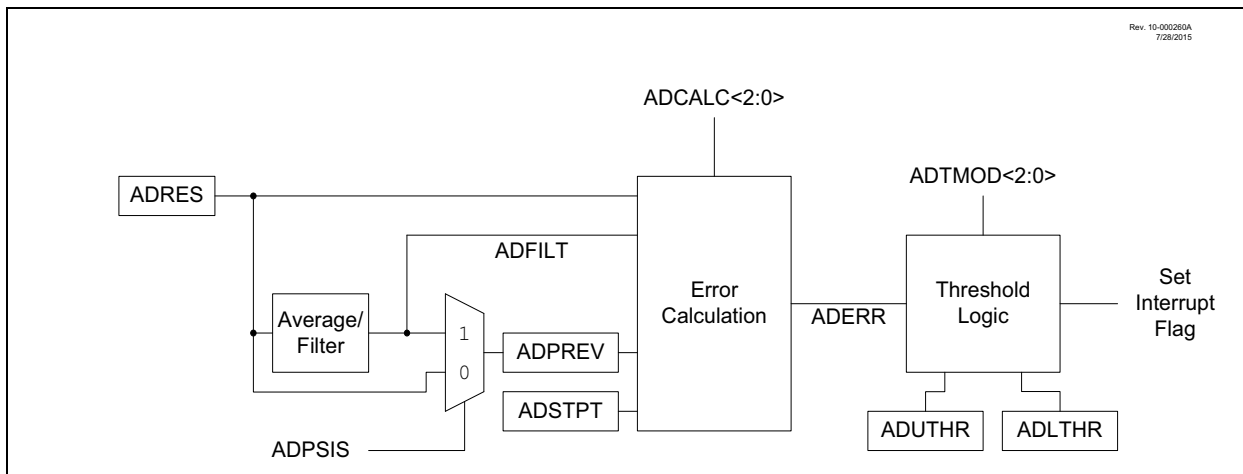 Rev. 10-000260A
7/28/2015
ADCALC<2:0>
ADTMOD<2:0>
ADRES
ADFILT
Average/
Filter
1
0
ADPREV
ADSTPT
ADPSIS
Error
Calculation
ADERR
Threshold
Logic
Set
Interrupt
Flag
ADUTHR
ADLTHR